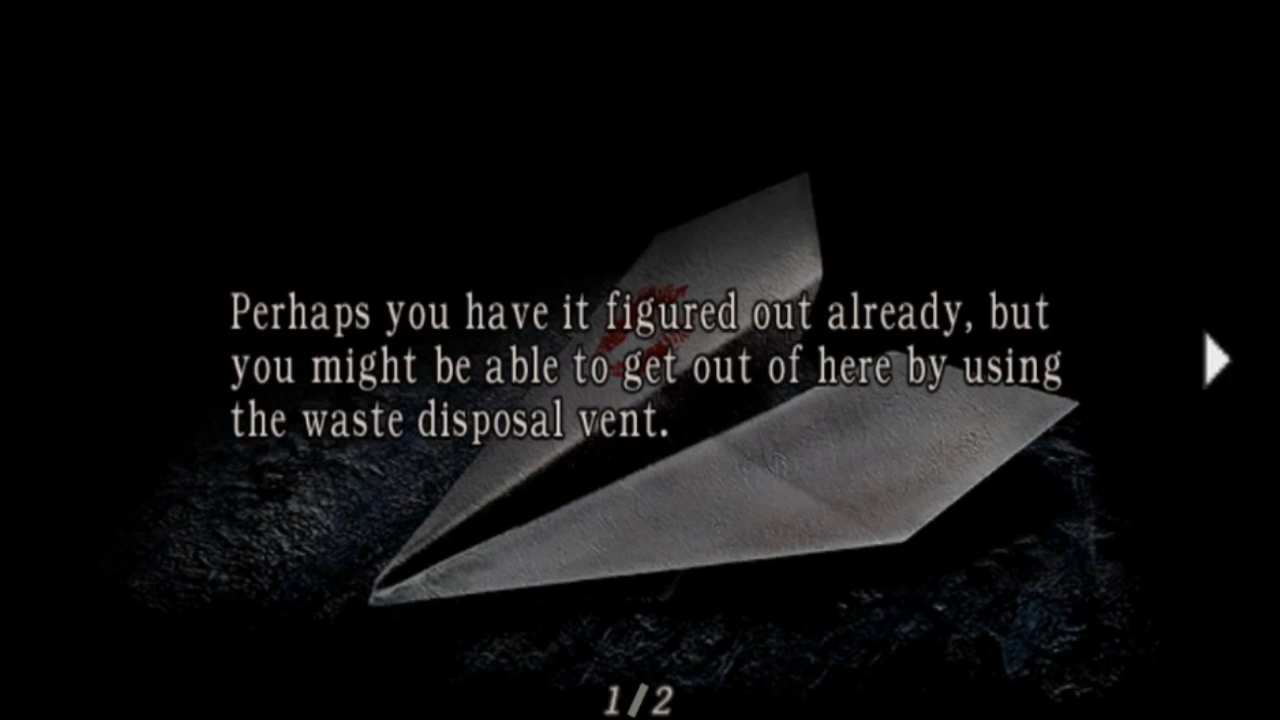 Perhaps you have it figured out already, but
you might be able to get out of here by using
the waste disposal vent.
1/2